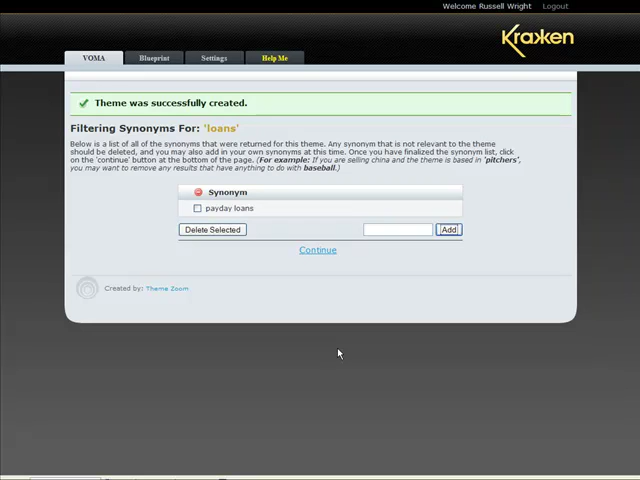 Welcome Russell Wright Logout
Krakken
VOMA Blueprint Settings Help Me
Theme was successfully created.
Filtering Synonyms For: 'loans'
Below is a list of all of the synonyms that were returned for this theme. Any synonym that is not relevant to the theme
should be deleted, and you may also add in your own synonyms at this time. Once you have finalized the synonym list, click
on the 'continue' button at the bottom of the page. (For example: If you are selling china and the theme is based in 'pitchers',
you may want to remove any results that have anything to do with baseball.)
Synonym
payday loans
Delete Selected Add
Continue
Created by: Theme Zoom